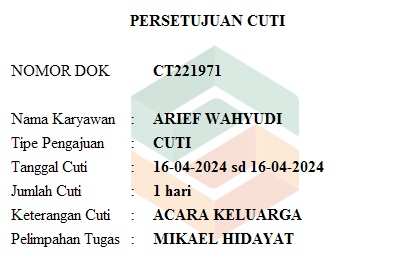 PERSETUJUAN CUTI
NOMOR DOK CT221971
Nama Karyawan : ARIEF WAHYUDI
Tipe Pengajuan : CUTI
Tanggal Cuti : 16-04-2024 sd 16-04-2024
Jumlah Cuti : 1 hari
Keterangan Cuti : ACARA KELUARGA
Pelimpahan Tugas : MIKAEL HIDAYAT